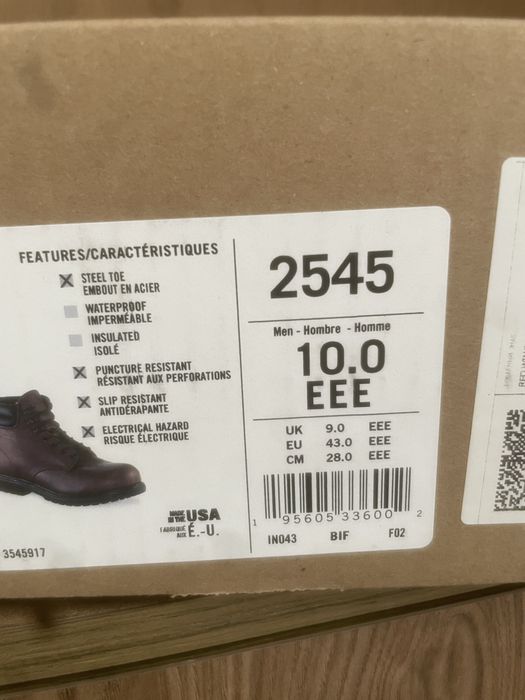 FEATURES/CARACTÉRISTIQUES
STEEL TOE
EMBOUT EN ACIER
WATERPROOF
IMPERMÉABLE
INSULATED
ISOLÉ
PUNCTURE RESISTANT
RÉSISTANT AUX PERFORATIONS
SLIP RESISTANT
ANTIDÉRAPANTE
ELECTRICAL HAZARD
RISQUE ÉLECTRIQUE
MADE IN THE USA
FABRIQUÉ AUX É.-U.
3545917
2545
Men - Hombre - Homme
10.0
EEE
UK 9.0 EEE
EU 43.0 EEE
CM 28.0 EEE
1 95605 33600 2
IN043 BIF F02